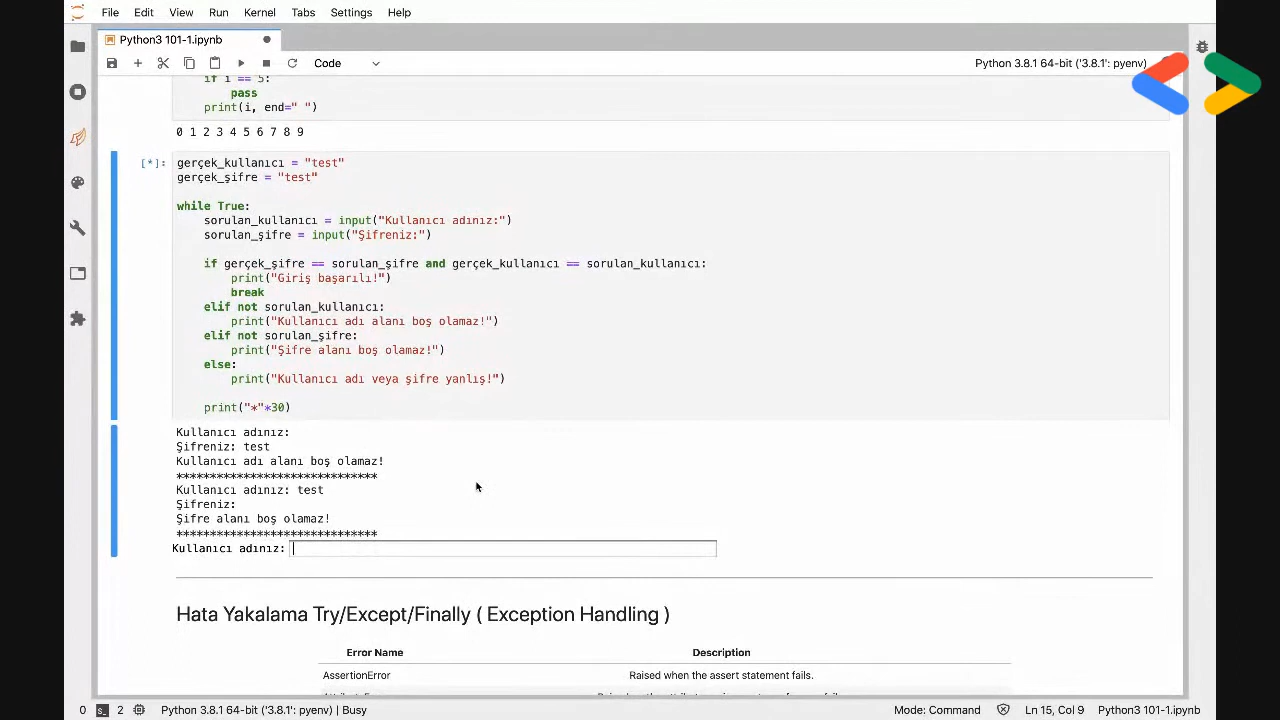 File Edit View Run Kernel Tabs Settings Help
Python3 101-1.ipynb
Code
Python 3.8.1 64-bit ('3.8.1': pyenv)
if i == 5:
pass
print(i, end=" ")
0 1 2 3 4 5 6 7 8 9
[*]:
gerçek_kullanıcı = "test"
gerçek_şifre = "test"
while True:
sorulan_kullanıcı = input("Kullanıcı adınız:")
sorulan_şifre = input("Şifreniz:")
if gerçek_şifre == sorulan_şifre and gerçek_kullanıcı == sorulan_kullanıcı:
print("Giriş başarılı!")
break
elif not sorulan_kullanıcı:
print("Kullanıcı adı alanı boş olamaz!")
elif not sorulan_şifre:
print("Şifre alanı boş olamaz!")
else:
print("Kullanıcı adı veya şifre yanlış!")
print("*"*30)
Kullanıcı adınız:
Şifreniz: test
Kullanıcı adı alanı boş olamaz!
******************************
Kullanıcı adınız: test
Şifreniz:
Şifre alanı boş olamaz!
******************************
Kullanıcı adınız:
Hata Yakalama Try/Except/Finally ( Exception Handling )
Error Name Description
AssertionError Raised when the assert statement fails.
0 2 Python 3.8.1 64-bit ('3.8.1': pyenv) | Busy Mode: Command Ln 15, Col 9 Python3 101-1.ipynb